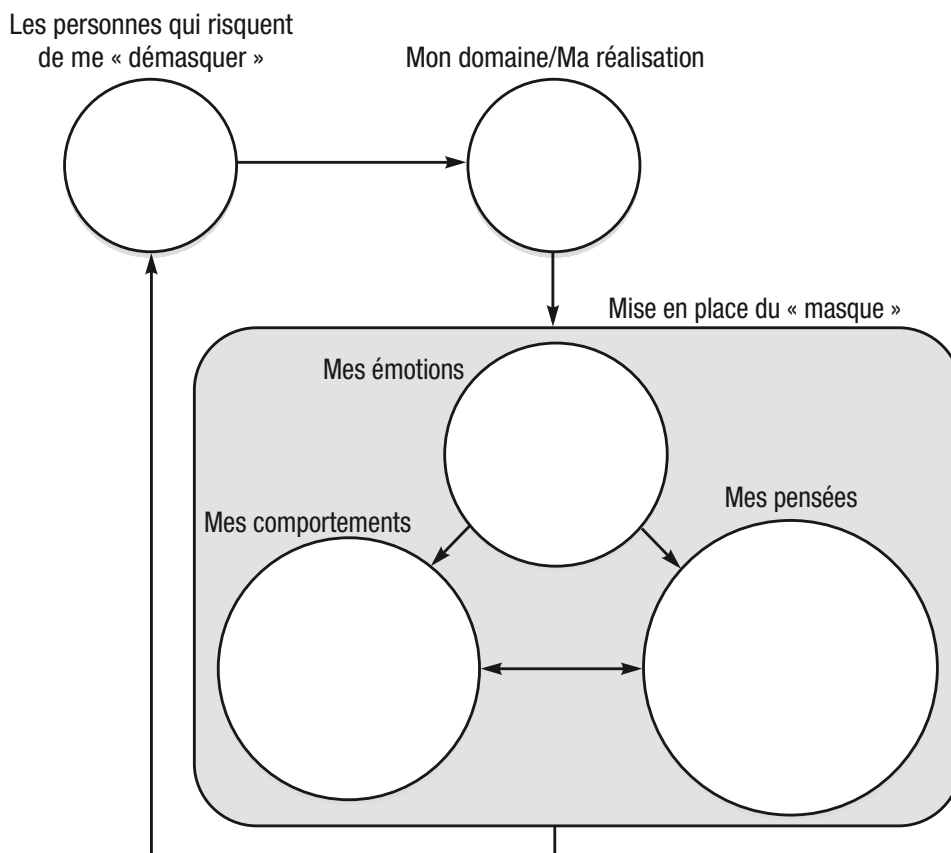 Les personnes qui risquent
de me « démasquer »
Mon domaine/Ma réalisation
Mise en place du « masque »
Mes émotions
Mes pensées
Mes comportements